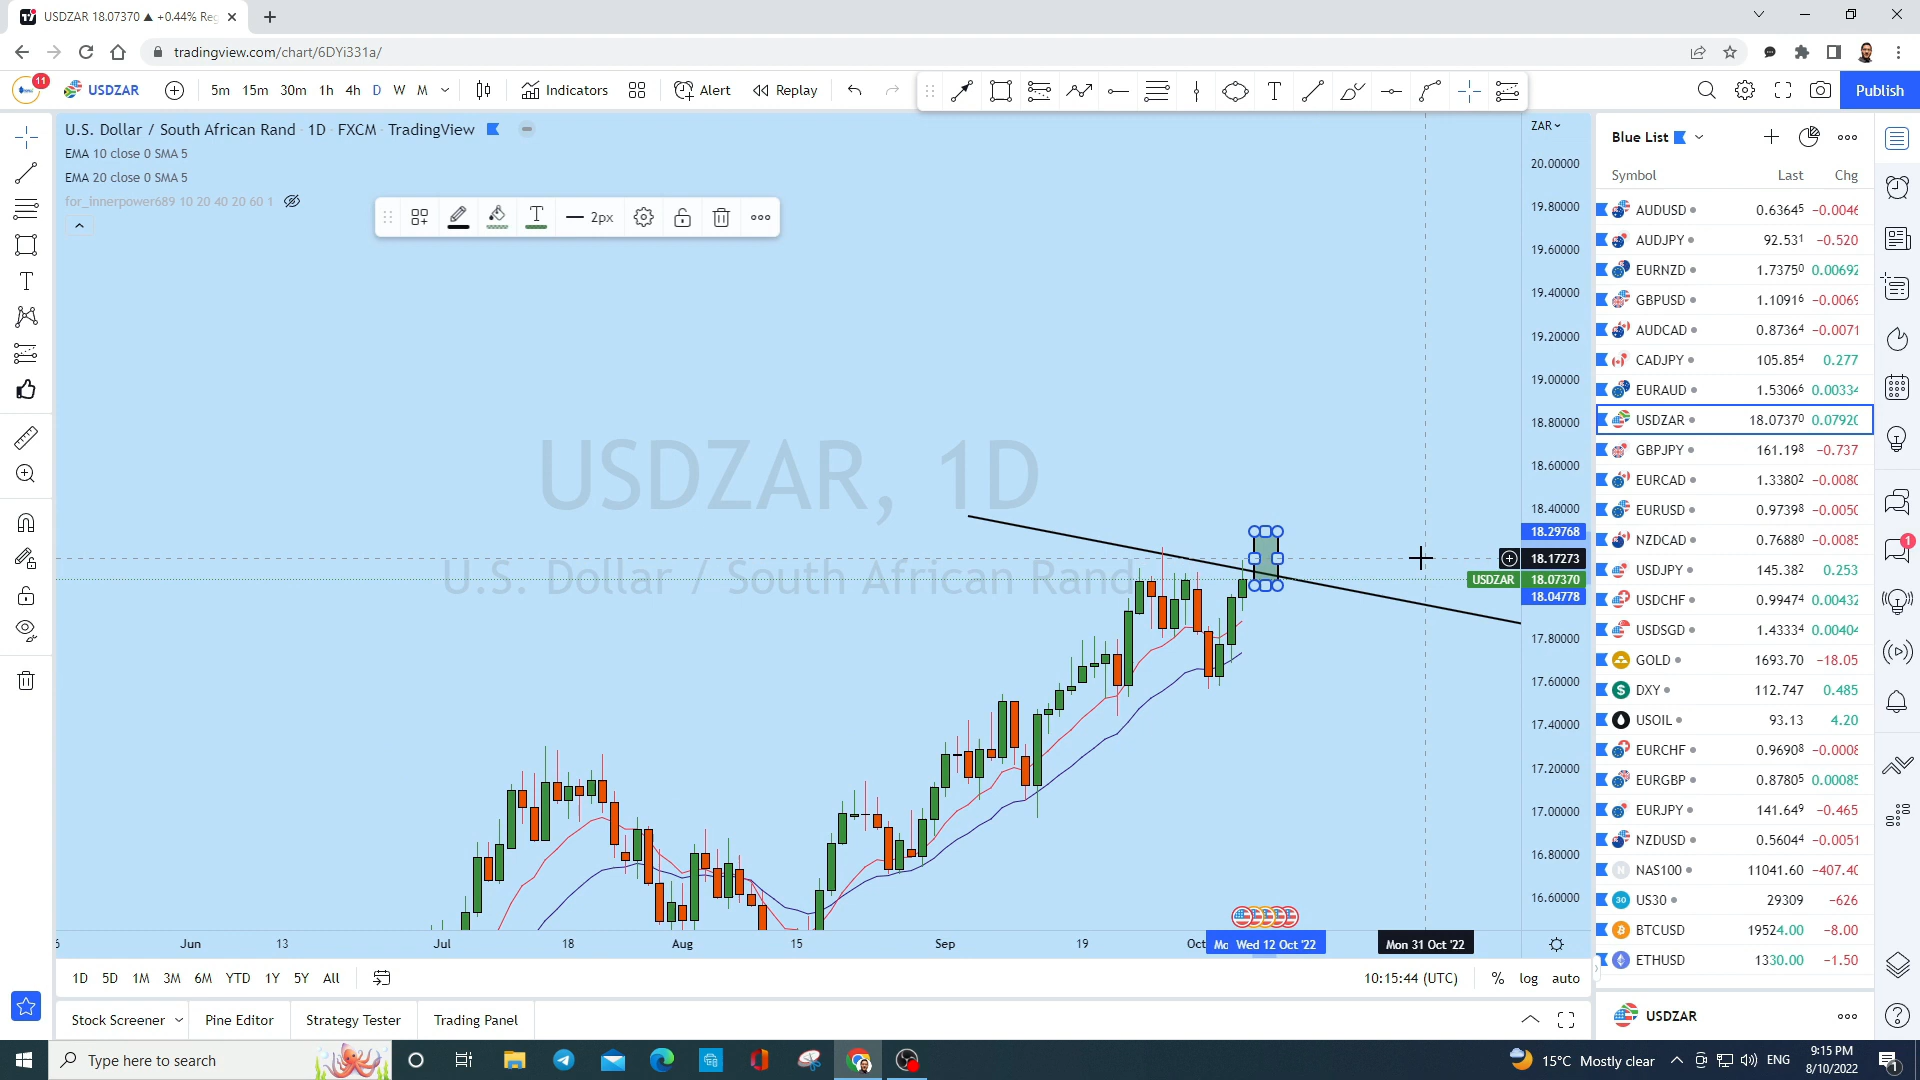 USDZAR 18.07370 ▲ +0.44% Reg
tradingview.com/chart/6DYi331a/
11
USDZAR
5m 15m 30m 1h 4h D W M
Indicators
Alert
Replay
Publish
U.S. Dollar / South African Rand · 1D · FXCM · TradingView
EMA 10 close 0 SMA 5
EMA 20 close 0 SMA 5
for_innerpower689 10 20 40 20 60 1
2px
USDZAR, 1D
U.S. Dollar / South African Rand
ZAR
20.00000
19.80000
19.60000
19.40000
19.20000
19.00000
18.80000
18.60000
18.40000
18.29768
18.17273
USDZAR 18.07370
18.04778
17.80000
17.60000
17.40000
17.20000
17.00000
16.80000
16.60000
6 Jun 13 Jul 18 Aug 15 Sep 19 Oct Mo Wed 12 Oct '22 Mon 31 Oct '22
1D 5D 1M 3M 6M YTD 1Y 5Y All
10:15:44 (UTC) % log auto
Stock Screener Pine Editor Strategy Tester Trading Panel
Blue List
Symbol Last Chg
AUDUSD 0.63645 −0.0046
AUDJPY 92.531 −0.520
EURNZD 1.73750 0.00692
GBPUSD 1.10916 −0.0069
AUDCAD 0.87364 −0.0071
CADJPY 105.854 0.277
EURAUD 1.53066 0.00334
USDZAR 18.07370 0.07920
GBPJPY 161.198 −0.737
EURCAD 1.33802 −0.0080
EURUSD 0.97398 −0.0050
NZDCAD 0.76880 −0.0085
USDJPY 145.382 0.253
USDCHF 0.99474 0.00432
USDSGD 1.43334 0.00404
GOLD 1693.70 −18.05
DXY 112.747 0.485
USOIL 93.13 4.20
EURCHF 0.96908 −0.0008
EURGBP 0.87805 0.00085
EURJPY 141.649 −0.465
NZDUSD 0.56044 −0.0051
NAS100 11041.60 −407.40
US30 29309 −626
BTCUSD 19524.00 −8.00
ETHUSD 1330.00 −1.50
USDZAR
1
Type here to search
15°C Mostly clear
ENG
9:15 PM
8/10/2022
1